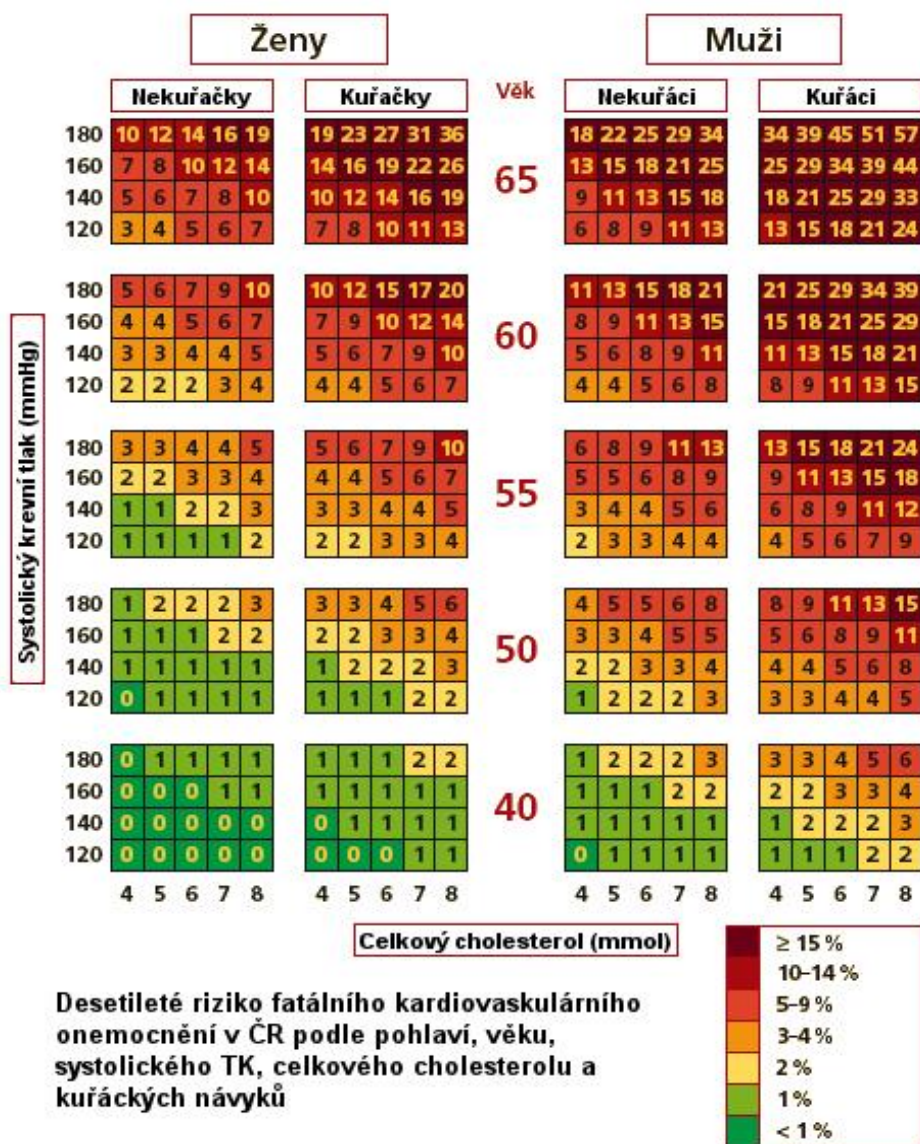 Ženy Muži
Nekuřačky Kuřačky Věk Nekuřáci Kuřáci
180 10 12 14 16 19 19 23 27 31 36 18 22 25 29 34 34 39 45 51 57
160 7 8 10 12 14 14 16 19 22 26 13 15 18 21 25 25 29 34 39 44
65
140 5 6 7 8 10 10 12 14 16 19 9 11 13 15 18 18 21 25 29 33
120 3 4 5 6 7 7 8 10 11 13 6 8 9 11 13 13 15 18 21 24
180 5 6 7 9 10 10 12 15 17 20 11 13 15 18 21 21 25 29 34 39
160 4 4 5 6 7 7 9 10 12 14 8 9 11 13 15 15 18 21 25 29
60
140 3 3 4 4 5 5 6 7 9 10 5 6 8 9 11 11 13 15 18 21
120 2 2 2 3 4 4 4 5 6 7 4 4 5 6 8 8 9 11 13 15
Systolický krevní tlak (mmHg)
180 3 3 4 4 5 5 6 7 9 10 6 8 9 11 13 13 15 18 21 24
160 2 2 3 3 4 4 4 5 6 7 5 5 6 8 9 9 11 13 15 18
55
140 1 1 2 2 3 3 3 4 4 5 3 4 4 5 6 6 8 9 11 12
120 1 1 1 1 2 2 2 3 3 4 2 3 3 4 4 4 5 6 7 9
180 1 2 2 2 3 3 3 4 5 6 4 5 5 6 8 8 9 11 13 15
160 1 1 1 2 2 2 2 3 3 4 3 3 4 5 5 5 6 8 9 11
50
140 1 1 1 1 1 1 2 2 2 3 2 2 3 3 4 4 4 5 6 8
120 0 1 1 1 1 1 1 1 2 2 1 2 2 2 3 3 3 4 4 5
180 0 1 1 1 1 1 1 1 2 2 1 2 2 2 3 3 3 4 5 6
160 0 0 0 1 1 1 1 1 1 1 1 1 1 2 2 2 2 3 3 4
40
140 0 0 0 0 0 0 1 1 1 1 1 1 1 1 1 1 2 2 2 3
120 0 0 0 0 0 0 0 0 1 1 0 1 1 1 1 1 1 1 2 2
4 5 6 7 8 4 5 6 7 8 4 5 6 7 8 4 5 6 7 8
Celkový cholesterol (mmol)
≥ 15 %
10–14 %
5–9 %
3–4 %
2 %
1 %
< 1 %
Desetileté riziko fatálního kardiovaskulárního
onemocnění v ČR podle pohlaví, věku,
systolického TK, celkového cholesterolu a
kuřáckých návyků